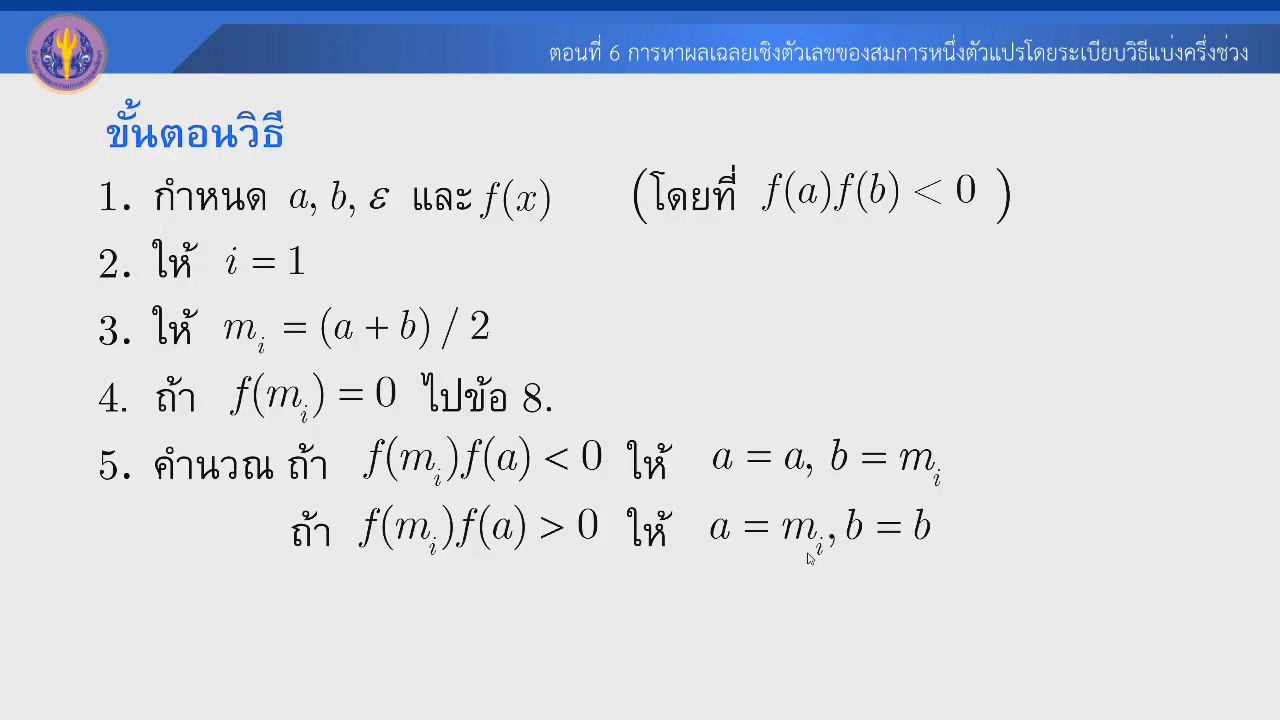 ตอนที่ 6 การหาผลเฉลยเชิงตัวเลขของสมการหนึ่งตัวแปรโดยระเบียบวิธีแบ่งครึ่งช่วง
ขั้นตอนวิธี
1. กำหนด a, b, ε และ f(x) (โดยที่ f(a)f(b) < 0 )
2. ให้ i = 1
3. ให้ m_i = (a + b) / 2
4. ถ้า f(m_i) = 0 ไปข้อ 8.
5. คำนวณ ถ้า f(m_i)f(a) < 0 ให้ a = a, b = m_i
ถ้า f(m_i)f(a) > 0 ให้ a = m_i, b = b